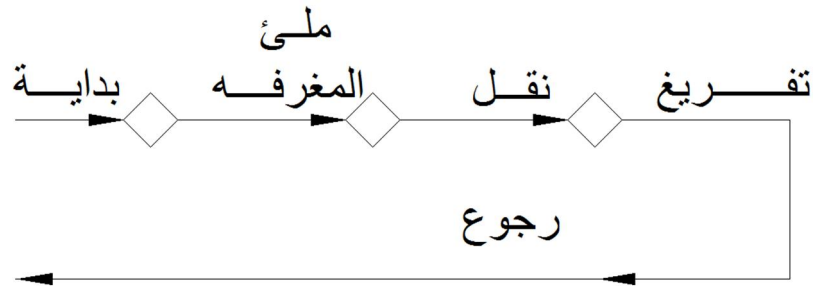 بداية
ملئ
المغرفه
نقل
تفريغ
رجوع